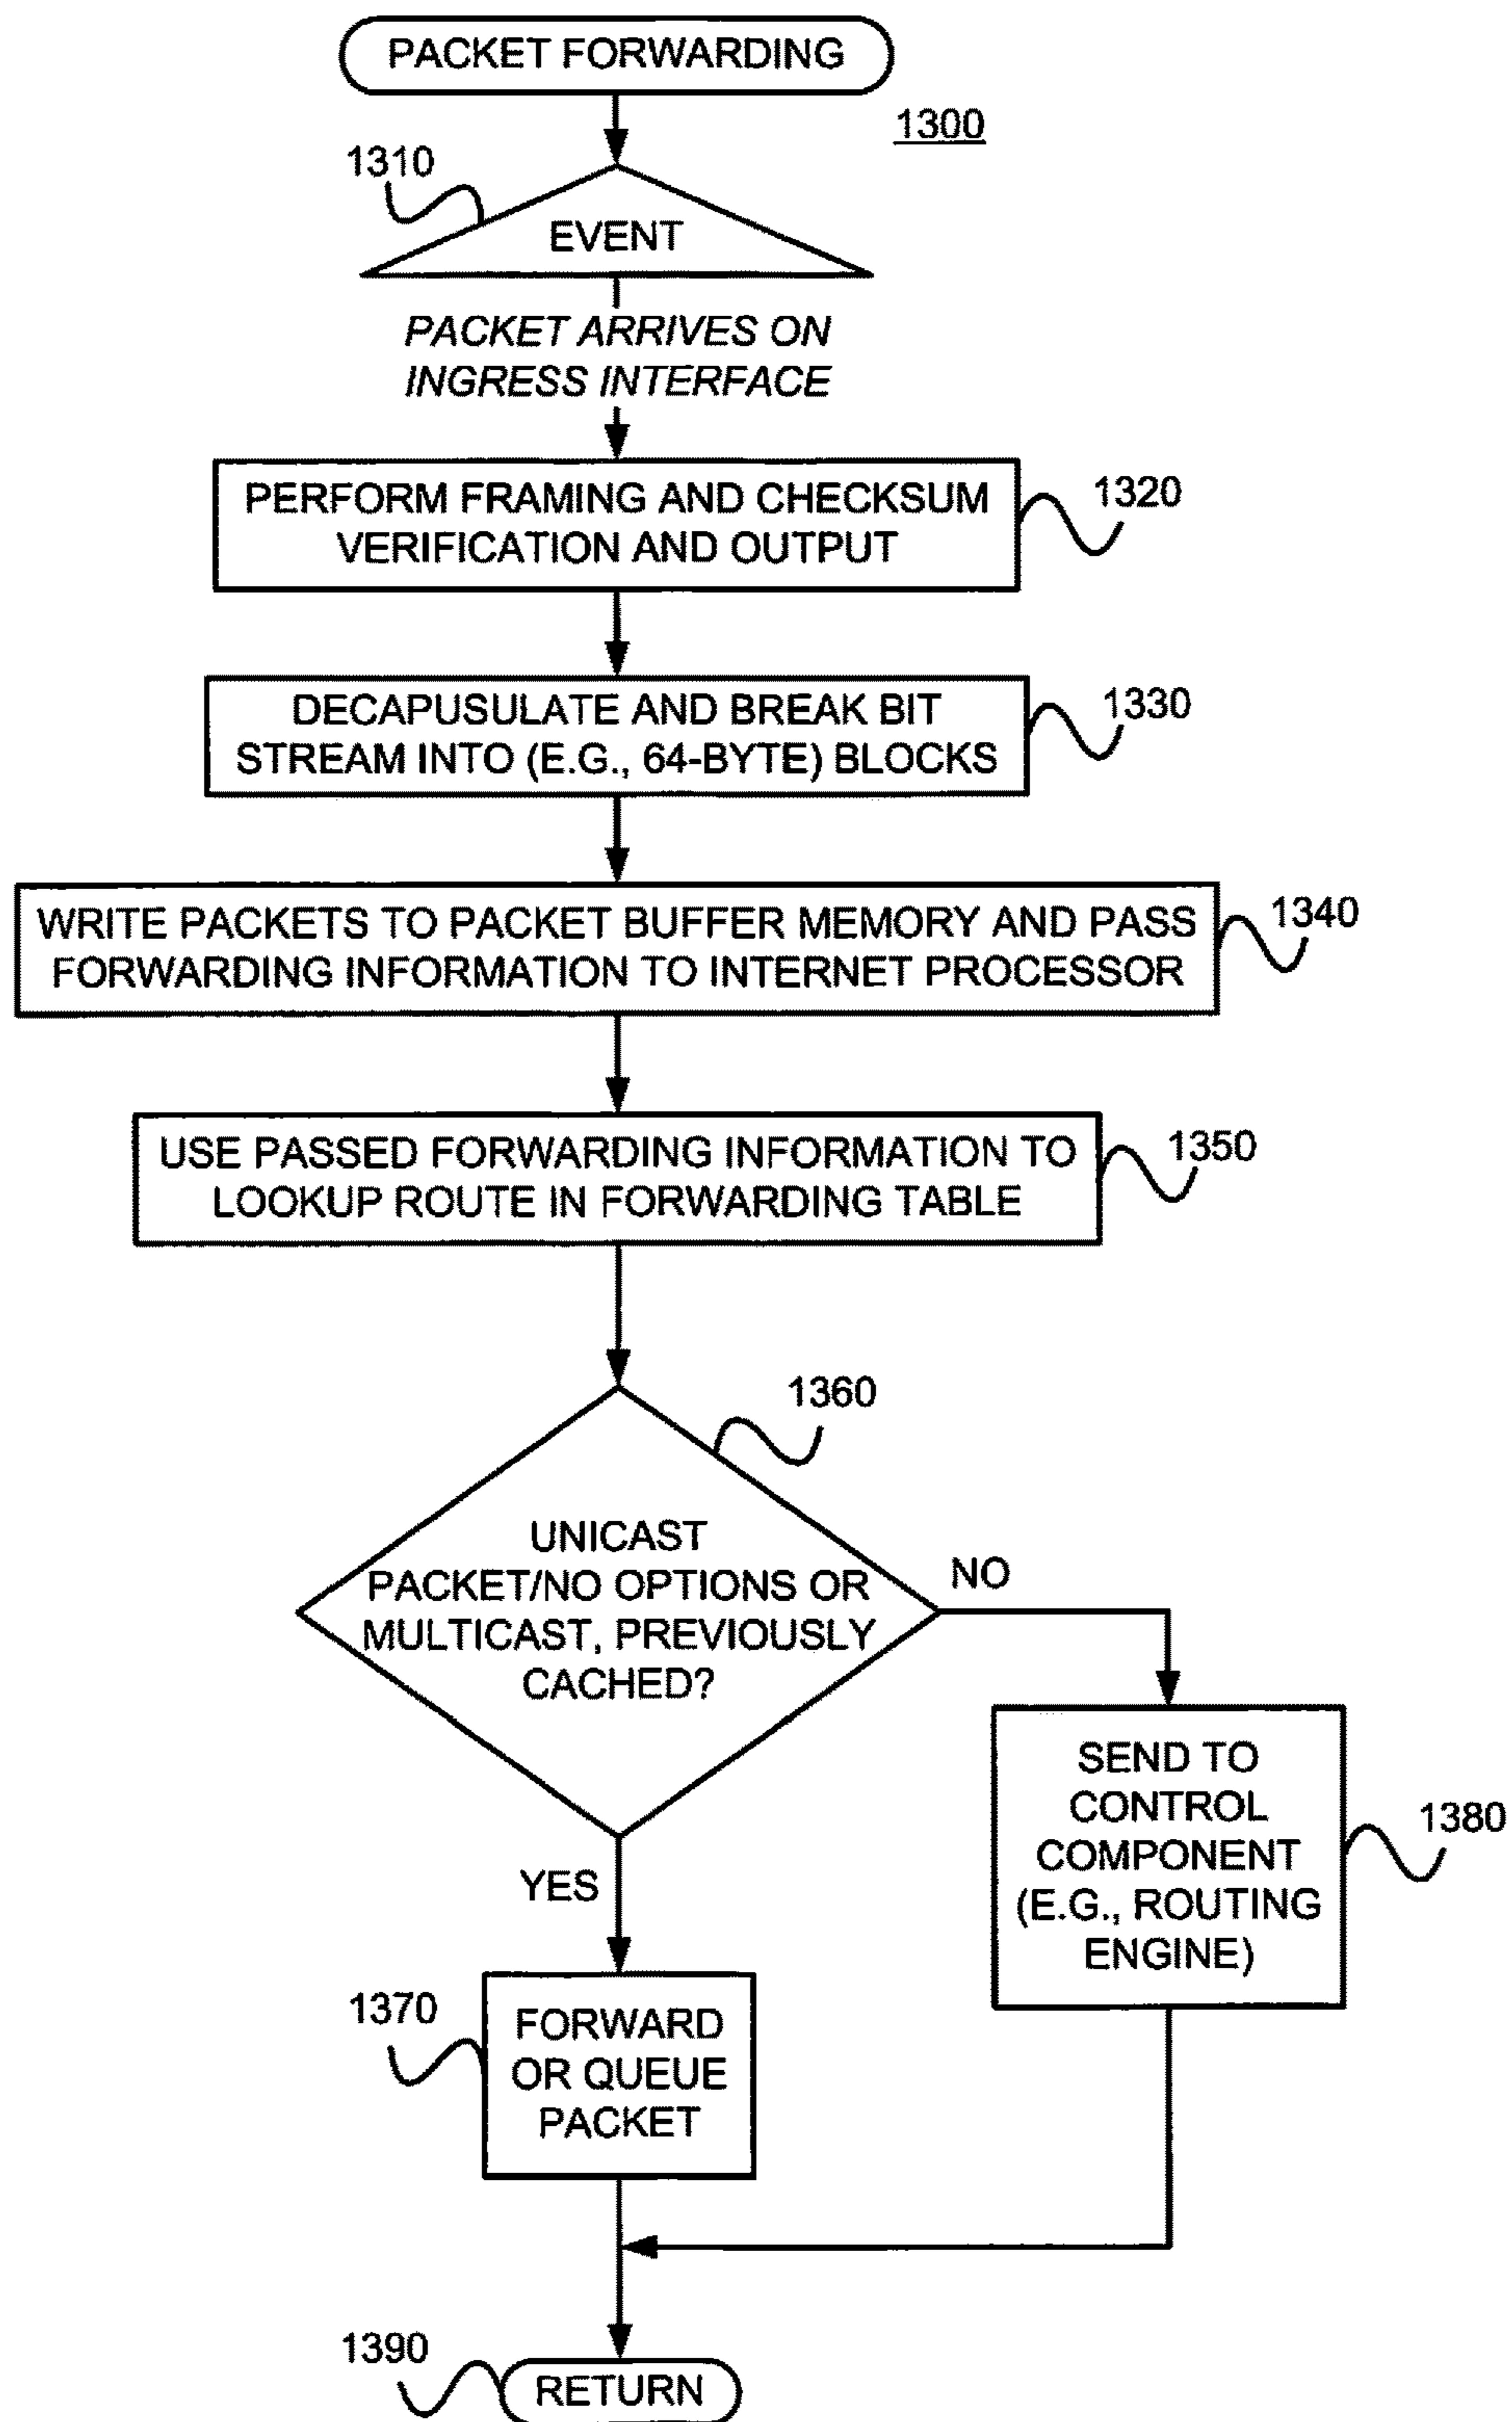 PACKET FORWARDING
1300
1310
EVENT
PACKET ARRIVES ON
INGRESS INTERFACE
PERFORM FRAMING AND CHECKSUM
VERIFICATION AND OUTPUT
1320
DECAPUSULATE AND BREAK BIT
STREAM INTO (E.G., 64-BYTE) BLOCKS
1330
WRITE PACKETS TO PACKET BUFFER MEMORY AND PASS
FORWARDING INFORMATION TO INTERNET PROCESSOR
1340
USE PASSED FORWARDING INFORMATION TO
LOOKUP ROUTE IN FORWARDING TABLE
1350
1360
UNICAST
PACKET/NO OPTIONS OR
MULTICAST, PREVIOUSLY
CACHED?
NO
YES
SEND TO
CONTROL
COMPONENT
(E.G., ROUTING
ENGINE)
1380
1370
FORWARD
OR QUEUE
PACKET
1390
RETURN